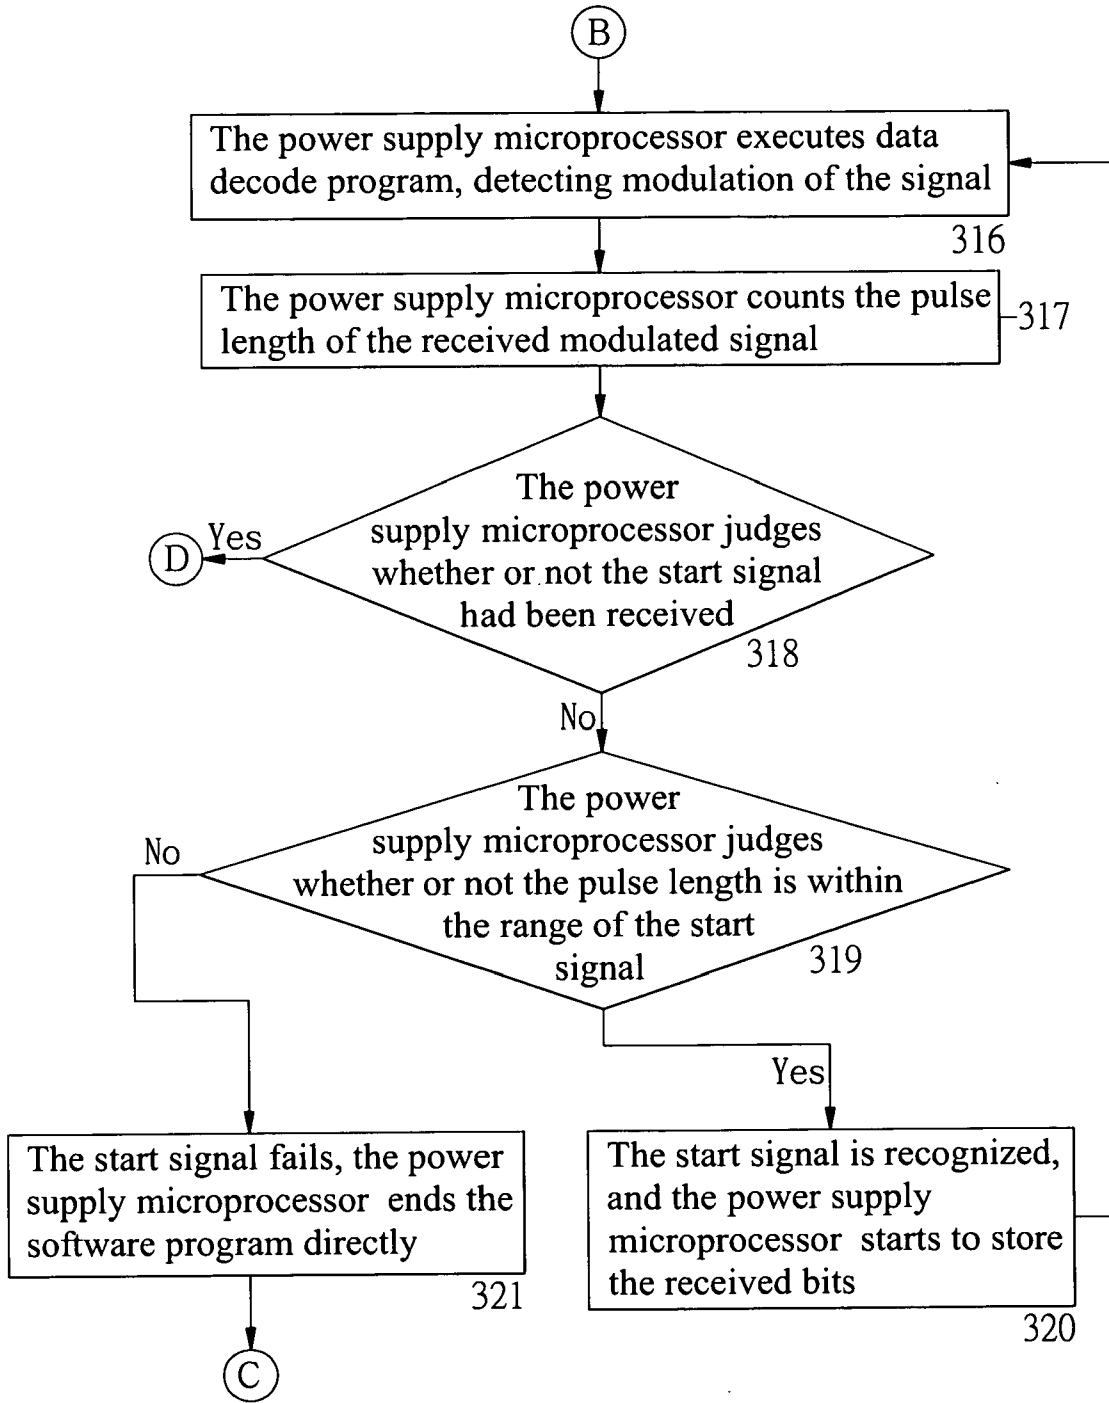 B
The power supply microprocessor executes data
decode program, detecting modulation of the signal
316
The power supply microprocessor counts the pulse
length of the received modulated signal
317
The power
supply microprocessor judges
whether or not the start signal
had been received
318
Yes
D
No
The power
supply microprocessor judges
whether or not the pulse length is within
the range of the start
signal
319
No
Yes
The start signal fails, the power
supply microprocessor ends the
software program directly
321
The start signal is recognized,
and the power supply
microprocessor starts to store
the received bits
320
C